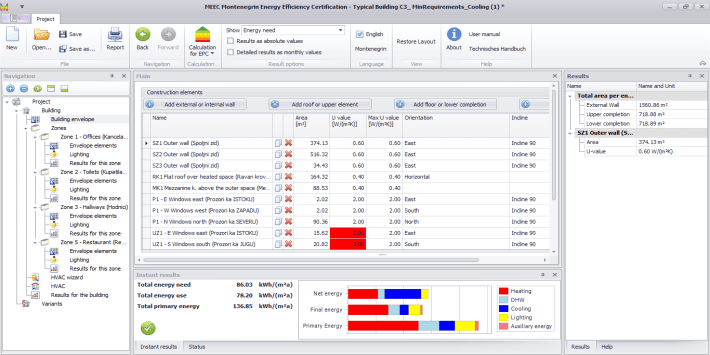 MEEC Montenegrin Energy Efficiency Certification - Typical Building C3_ MinRequirements_Cooling (1) *
Project
New
Open...
Save
Save as...
Report
Back
Forward
Calculation for EPC
Show Energy need
Results as absolute values
Detailed results as monthly values
English
Montenegrin
Restore Layout
About
User manual
Technisches Handbuch
File
Navigation
Calculation...
Result options
Language
View
Help
Navigation
Project
Building
Building envelope
Zones
Zone 1 - Offices (Kancela...
Envelope elements
Lighting
Results for this zone
Zone 2 - Toilets (Kupatila...
Envelope elements
Lighting
Results for this zone
Zone 3 - Hallways (Hodnici)
Envelope elements
Lighting
Results for this zone
Zone 5 - Restaurant (Re...
Envelope elements
Lighting
Results for this zone
HVAC wizard
HVAC
Results for the building
Variants
Main
Construction elements
Add external or internal wall
Add roof or upper element
Add floor or lower completion
Name Area [m²] U value [W/(m²K)] Max U value [W/(m²K)] Orientation Incline
SZ1 Outer wall (Spoljni zid) 374.13 0.60 0.60 East Incline 90
SZ2 Outer wall (Spoljni zid) 516.32 0.60 0.60 East Incline 90
SZ3 Outer wall (Spoljni zid) 34.43 0.60 0.60 East Incline 90
RK1 Flat roof over heated space (Ravan krov... 164.32 0.40 0.40 Horizontal
MK1 Mezzanine k. above the outer space (Me... 88.53 0.40 0.40
P1 - E Windows east (Prozori ka ISTOKU) 2.02 2.00 2.00 East Incline 90
P1 - W Windows west (Prozori ka ZAPADU) 2.02 2.00 2.00 South Incline 90
P1 - N Windows north (Prozori ka SEVERU) 90.36 2.00 2.00 North Incline 90
UZ1 - E Windows east (Prozori ka ISTOKU) 15.62 2.00 East Incline 90
UZ1 - S Windows south (Prozori ka JUGU) 20.82 2.00 South Incline 90
Instant results
Total energy need 86.03 kWh/(m²a)
Total energy use 78.20 kWh/(m²a)
Total primary energy 136.85 kWh/(m²a)
Net energy
Final energy
Primary Energy
Heating
DHW
Cooling
Lighting
Auxiliary energy
Instant results Status
Results
Name Name and Unit
Total area per en...
External Wall 1560.86 m²
Upper completion 718.88 m²
Lower completion 718.89 m²
SZ1 Outer wall (S...
Area 374.13 m²
U-value 0.60 W/(m²K)
Results Help